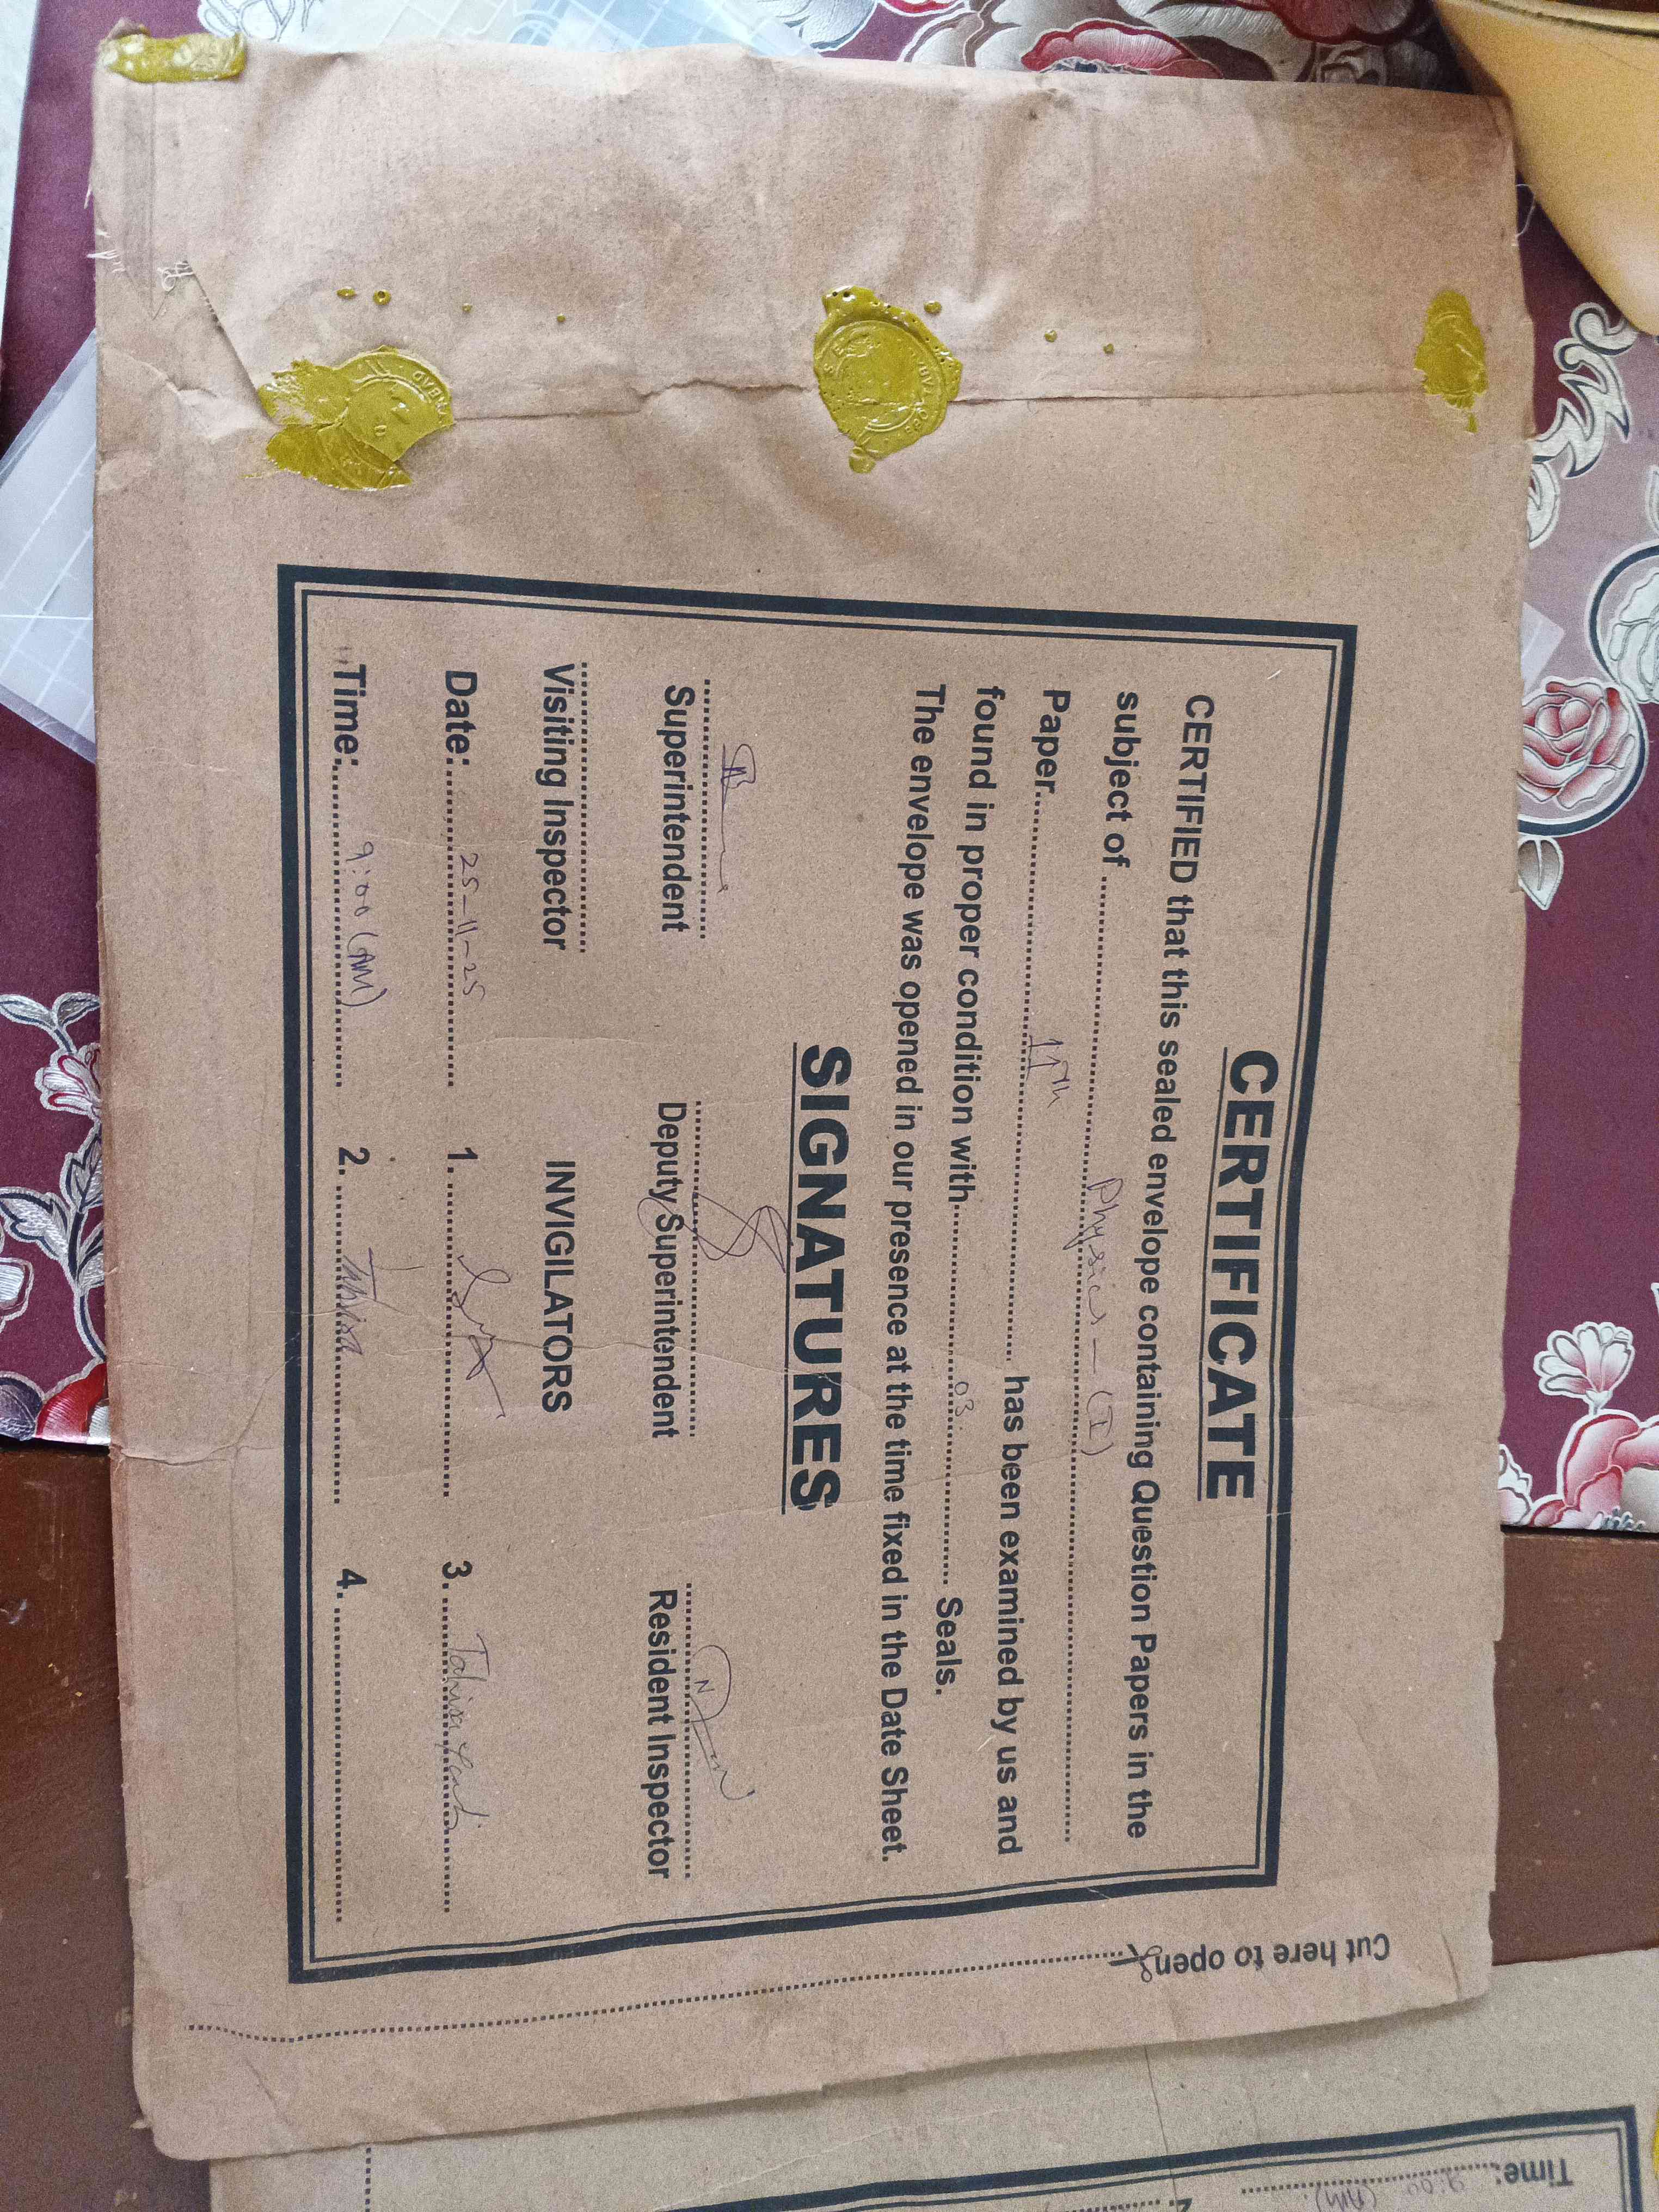 CERTIFICATE
CERTIFIED that this sealed envelope containing Question Papers in the
subject of ........ Physics – (I) ........
Paper ........ 11Th ........ has been examined by us and
found in proper condition with ........ 03 ........ Seals.
The envelope was opened in our presence at the time fixed in the Date Sheet.
SIGNATURES
Superintendent Deputy Superintendent Resident Inspector
Visiting Inspector INVIGILATORS
Date: ........ 25-11-25 ........ 1. ........ 3. ........ Tahira
Time: ........ 9:00 (AM) ........ 2. ........ 4. ........
Cut here to open
Time: ........ 9:00 (AM)
2.